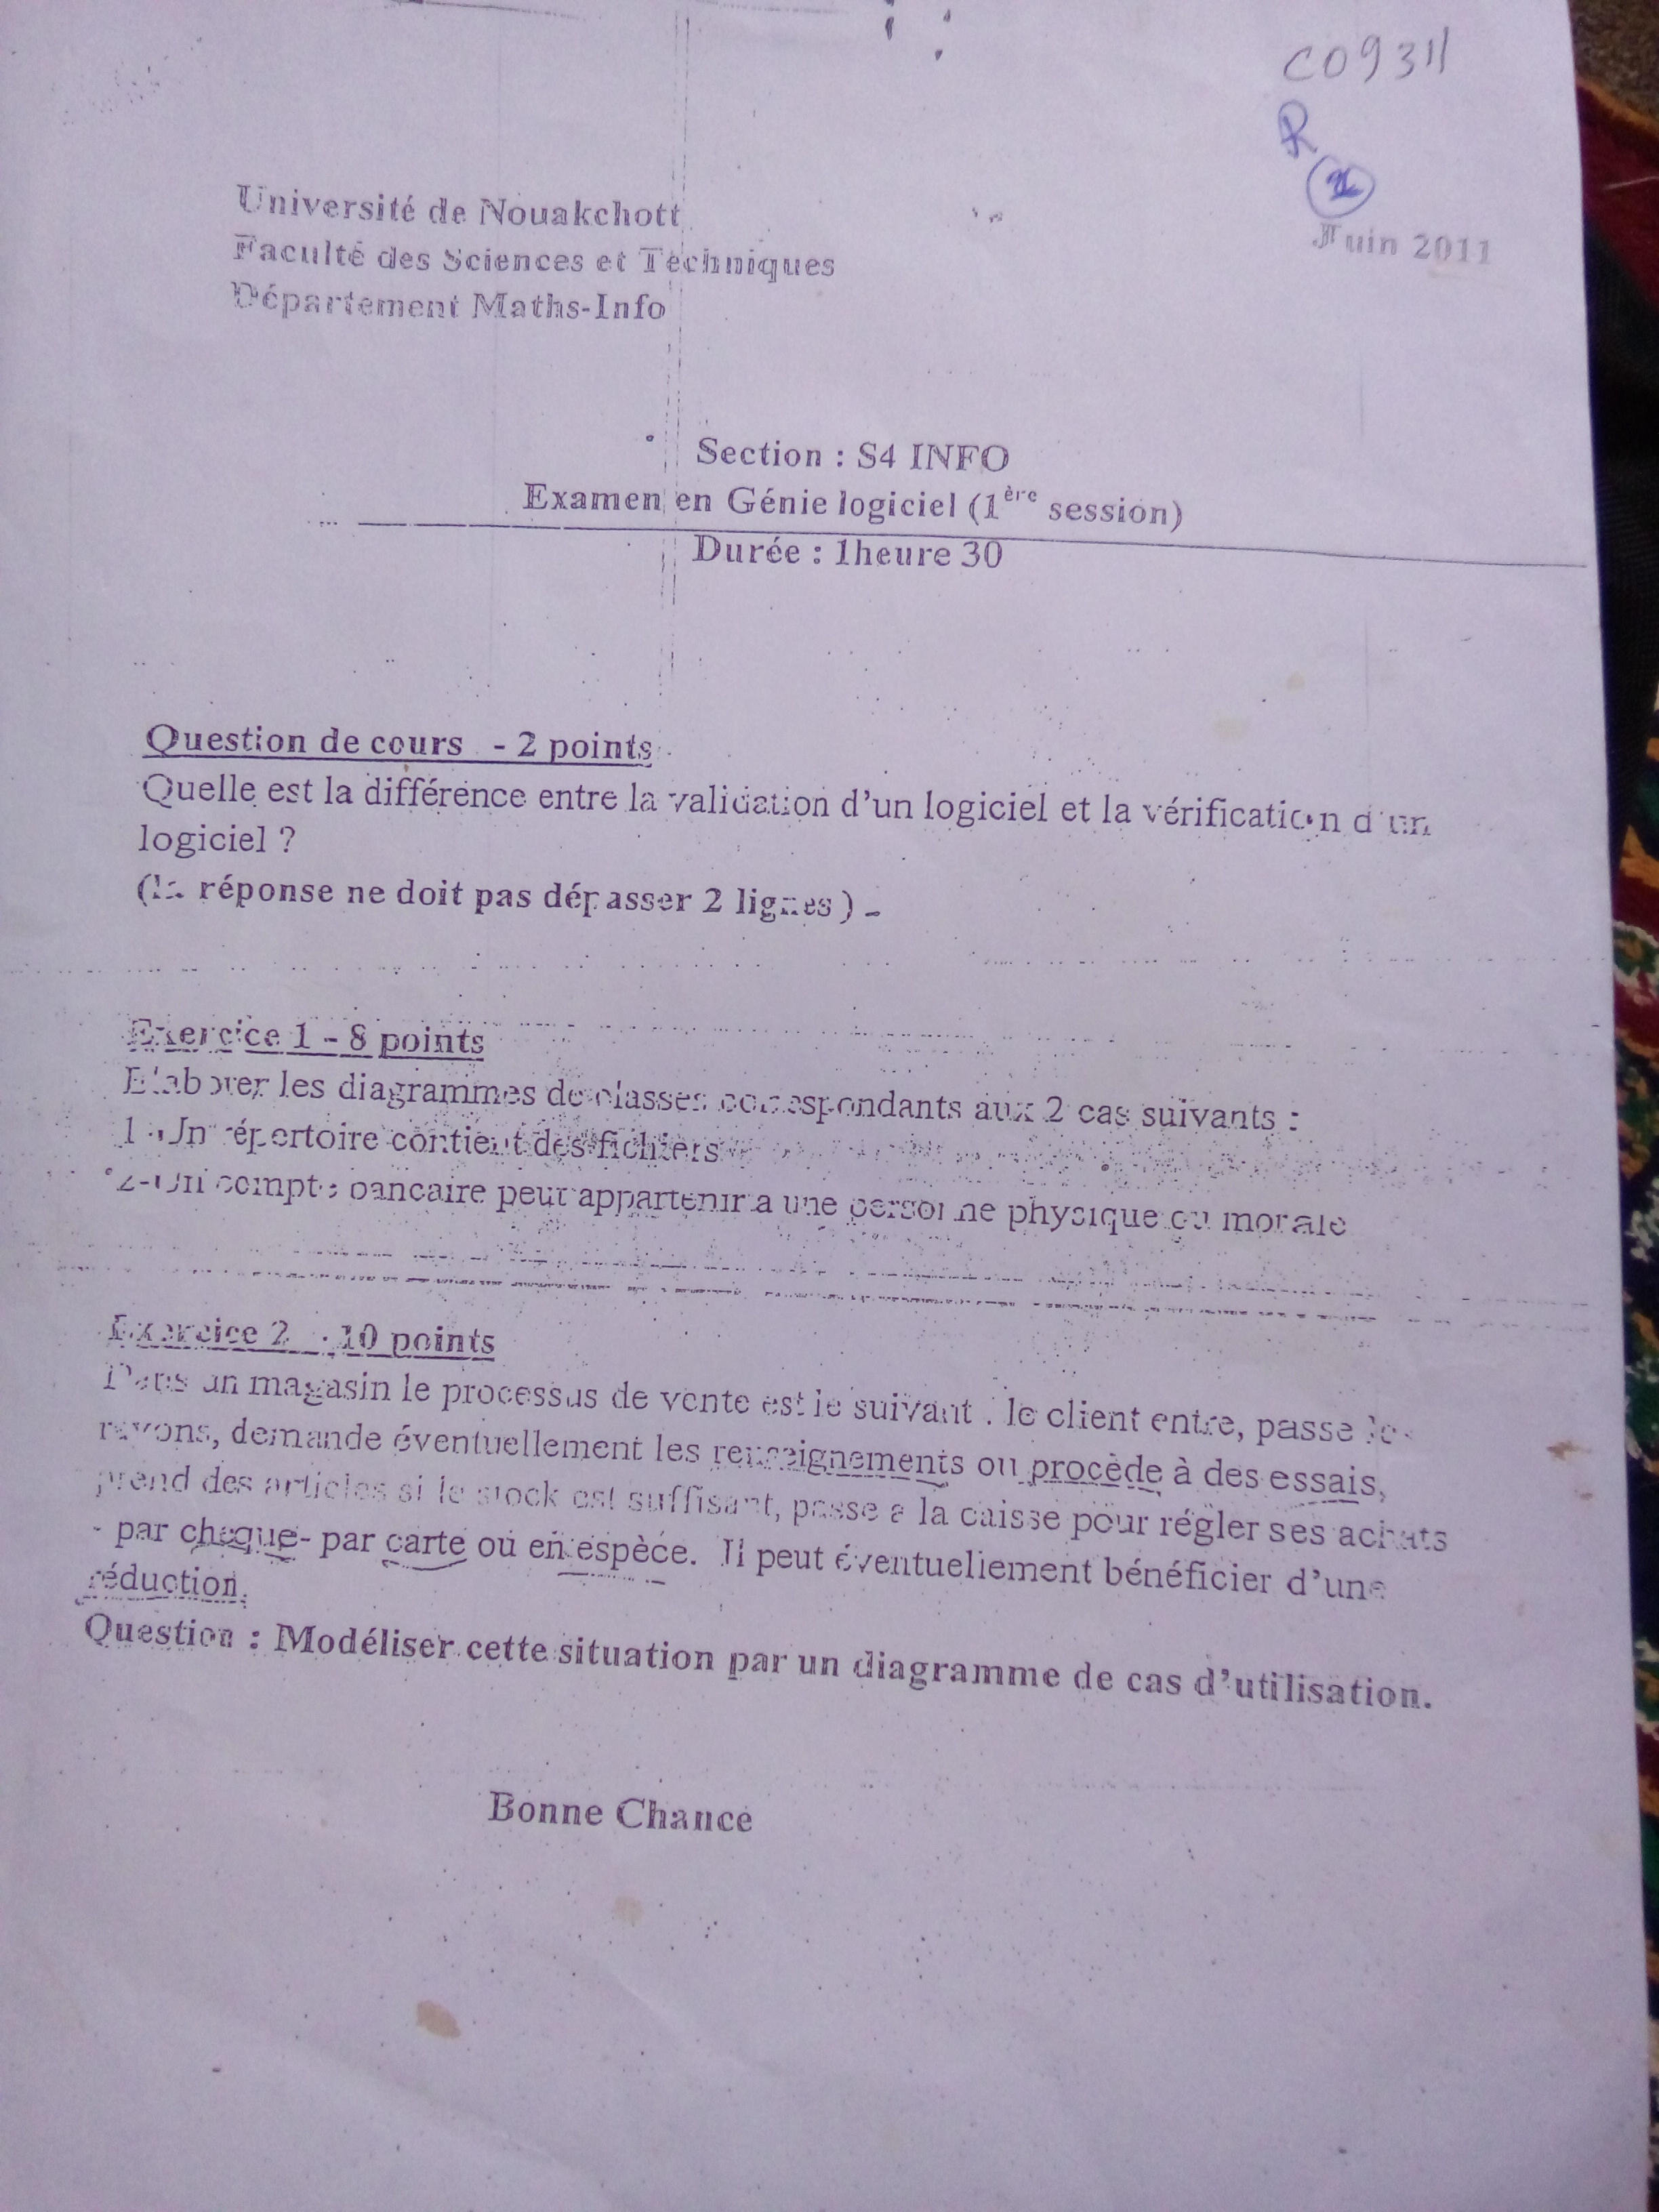 C09311
R
Université de Nouakchott
Faculté des Sciences et Techniques
Juin 2011
Département Maths-Info
Section : S4 INFO
Examen en Génie logiciel (1ère session)
Durée : 1heure 30
Question de cours - 2 points
Quelle est la différence entre la validation d'un logiciel et la vérification d'un
logiciel ?
(la réponse ne doit pas dépasser 2 lignes)
Exercice 1 - 8 points
Elaborer les diagrammes de classes correspondants aux 2 cas suivants :
1-Un répertoire contient des fichiers
2-Un compte bancaire peut appartenir a une personne physique ou morale
Exercice 2 - 10 points
Dans un magasin le processus de vente est le suivant : le client entre, passe les
rayons, demande éventuellement les renseignements ou procède à des essais,
prend des articles si le stock est suffisant, passe a la caisse pour régler ses achats
- par cheque- par carte ou en espèce. Il peut éventuellement bénéficier d'une
réduction.
Question : Modéliser cette situation par un diagramme de cas d'utilisation.
Bonne Chance